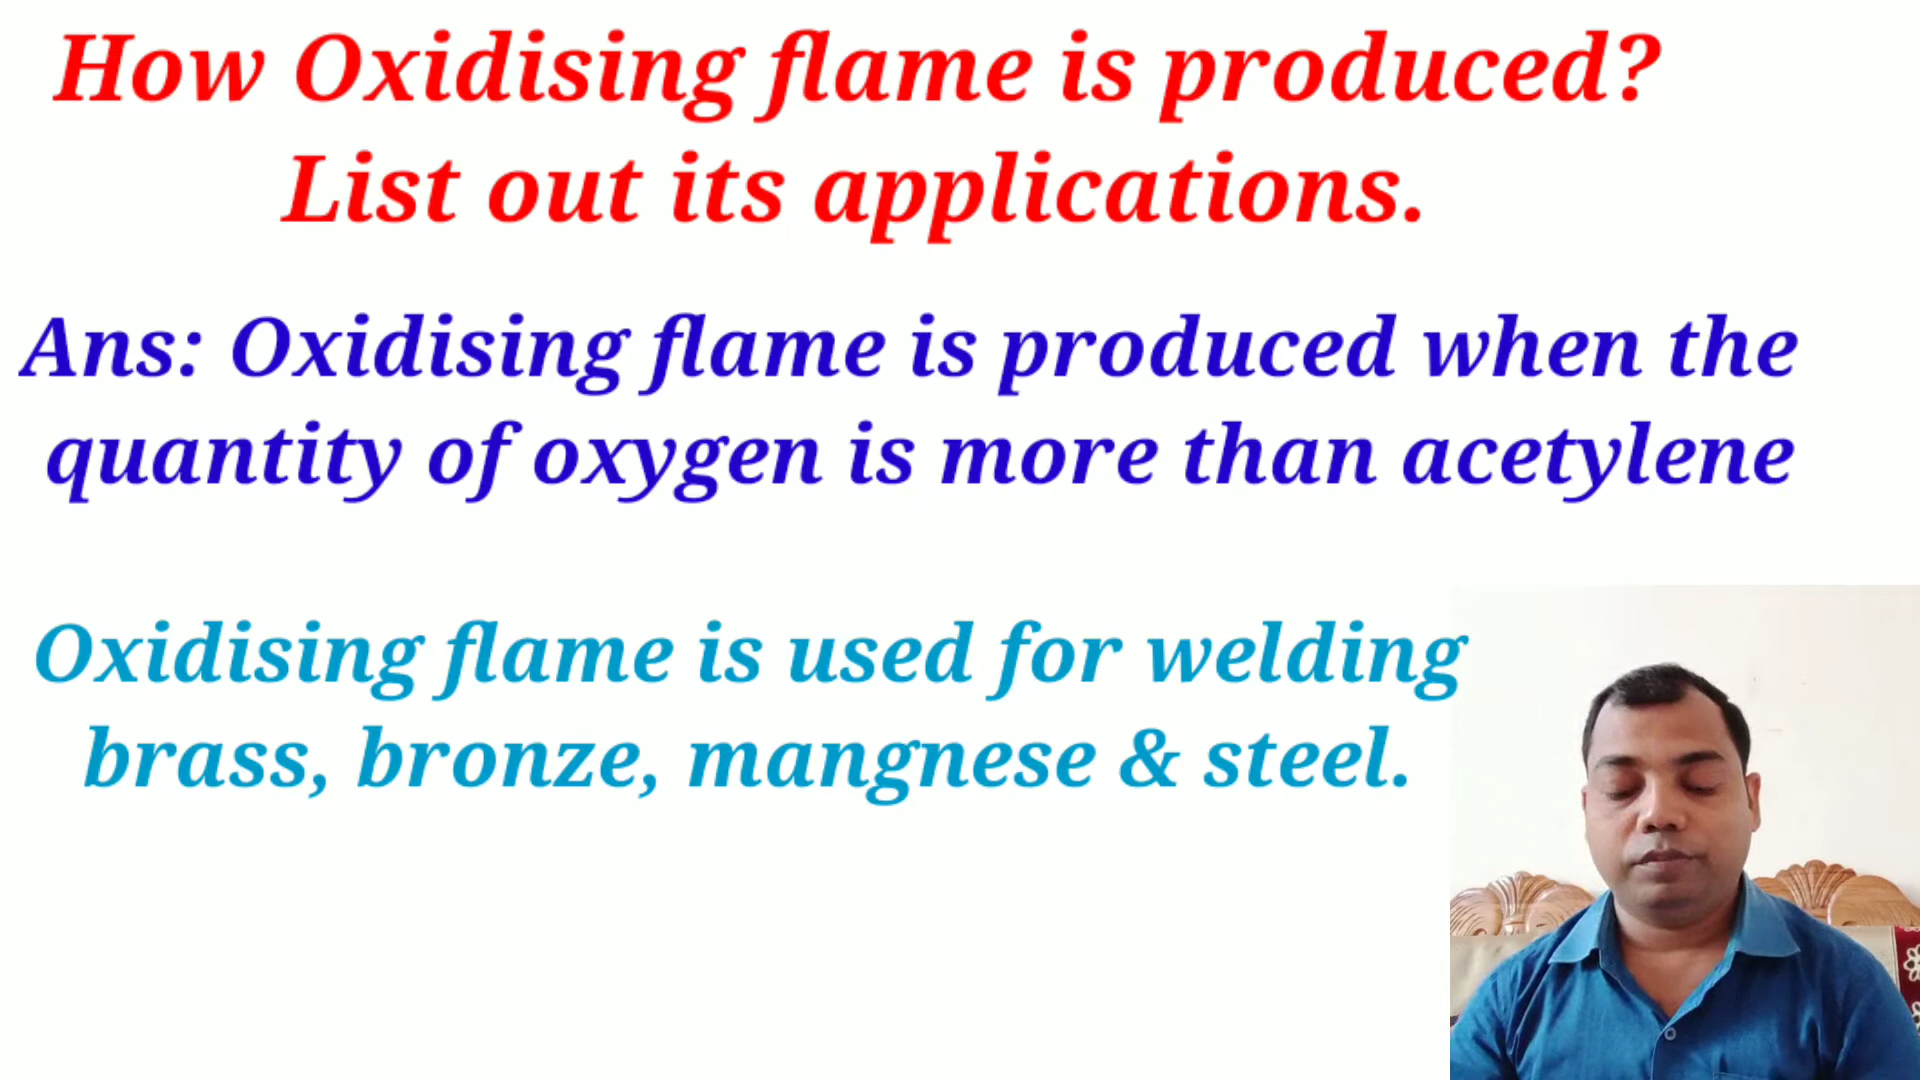 How Oxidising flame is produced?
List out its applications.
Ans: Oxidising flame is produced when the
quantity of oxygen is more than acetylene
Oxidising flame is used for welding
brass, bronze, mangnese & steel.